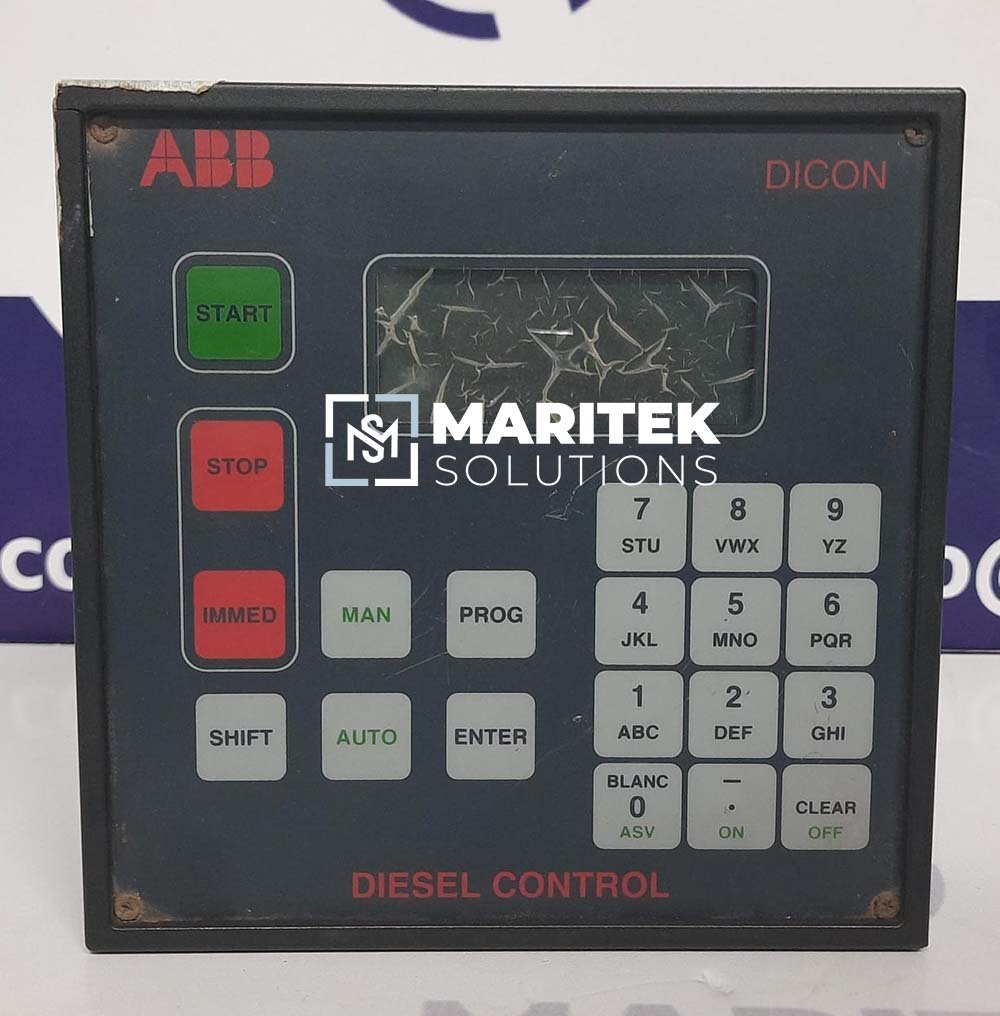 ABB
DICON
START
STOP
IMMED
MAN
PROG
SHIFT
AUTO
ENTER
MARITEK
SOLUTIONS
7
STU
8
VWX
9
YZ
4
JKL
5
MNO
6
PQR
1
ABC
2
DEF
3
GHI
BLANC
0
ASV
–
.
ON
CLEAR
OFF
DIESEL CONTROL